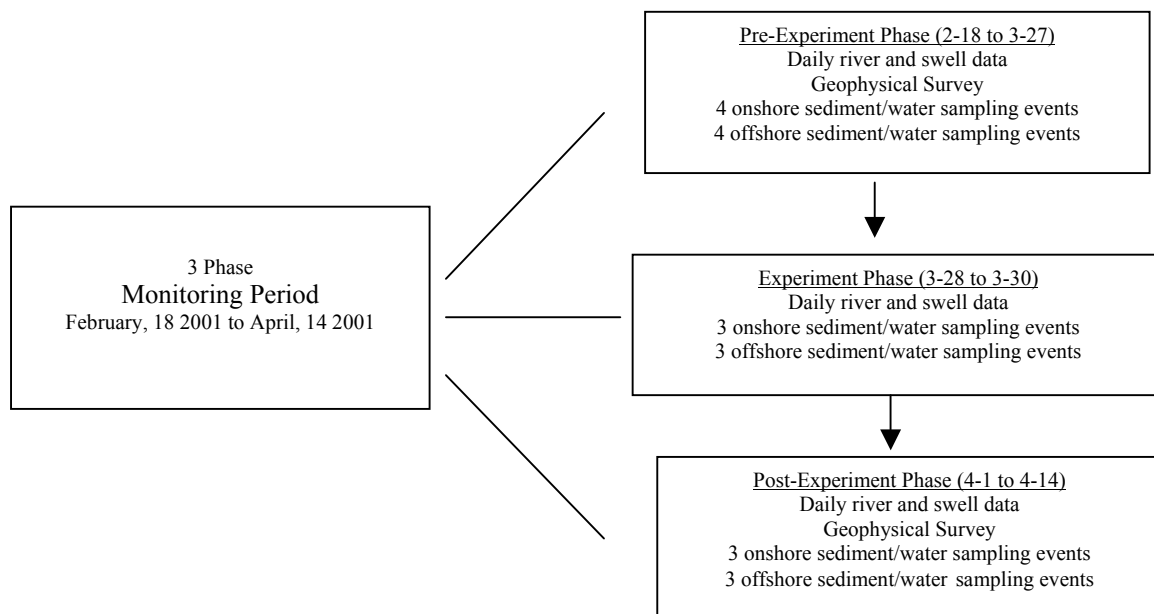 3 Phase
Monitoring Period
February, 18 2001 to April, 14 2001
Pre-Experiment Phase (2-18 to 3-27)
Daily river and swell data
Geophysical Survey
4 onshore sediment/water sampling events
4 offshore sediment/water sampling events
Experiment Phase (3-28 to 3-30)
Daily river and swell data
3 onshore sediment/water sampling events
3 offshore sediment/water sampling events
Post-Experiment Phase (4-1 to 4-14)
Daily river and swell data
Geophysical Survey
3 onshore sediment/water sampling events
3 offshore sediment/water sampling events